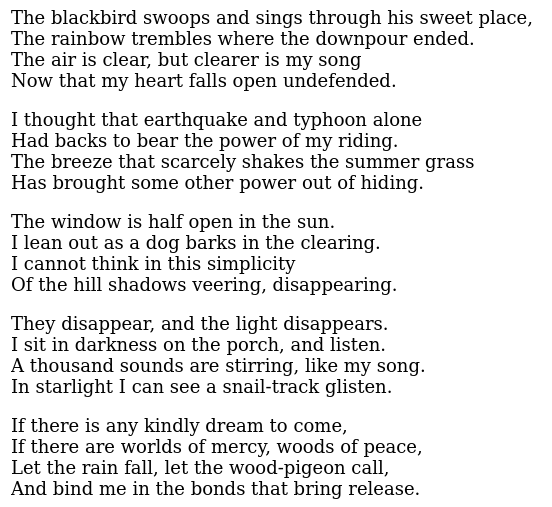 The blackbird swoops and sings through his sweet place,
The rainbow trembles where the downpour ended.
The air is clear, but clearer is my song
Now that my heart falls open undefended.

I thought that earthquake and typhoon alone
Had backs to bear the power of my riding.
The breeze that scarcely shakes the summer grass
Has brought some other power out of hiding.

The window is half open in the sun.
I lean out as a dog barks in the clearing.
I cannot think in this simplicity
Of the hill shadows veering, disappearing.

They disappear, and the light disappears.
I sit in darkness on the porch, and listen.
A thousand sounds are stirring, like my song.
In starlight I can see a snail-track glisten.

If there is any kindly dream to come,
If there are worlds of mercy, woods of peace,
Let the rain fall, let the wood-pigeon call,
And bind me in the bonds that bring release.